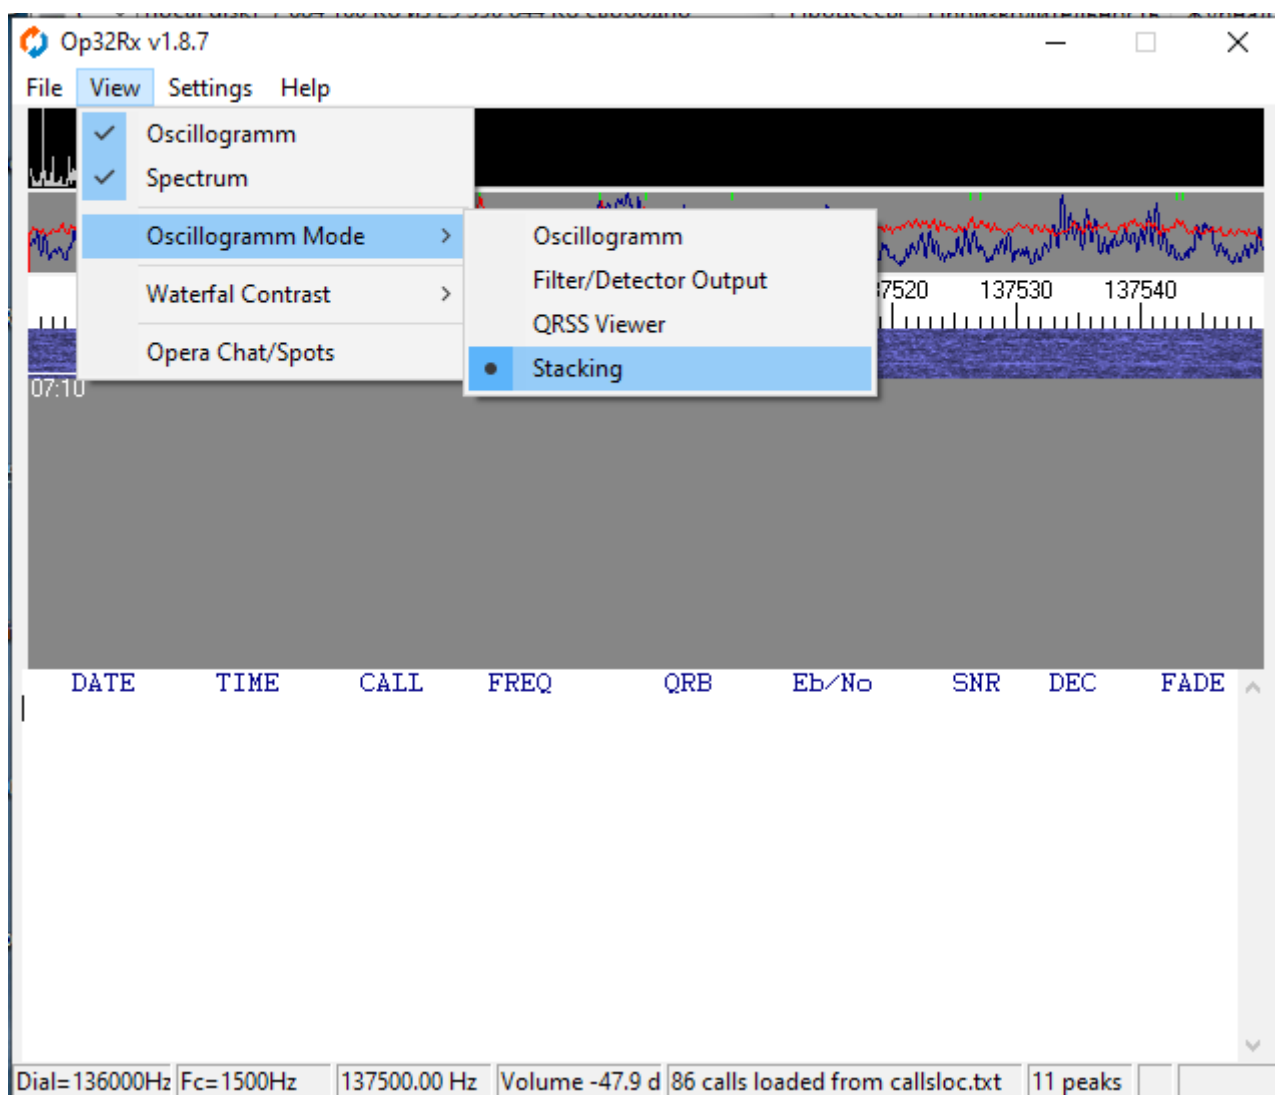 Op32Rx v1.8.7
File View Settings Help
Oscillogramm
Spectrum
Oscillogramm Mode >
Oscillogramm
Filter/Detector Output
Waterfal Contrast >
7520 137530 137540
QRSS Viewer
Opera Chat/Spots
Stacking
07:10
DATE TIME CALL FREQ QRB Eb/No SNR DEC FADE
Dial=136000Hz Fc=1500Hz 137500.00 Hz Volume -47.9 d 86 calls loaded from callsloc.txt 11 peaks